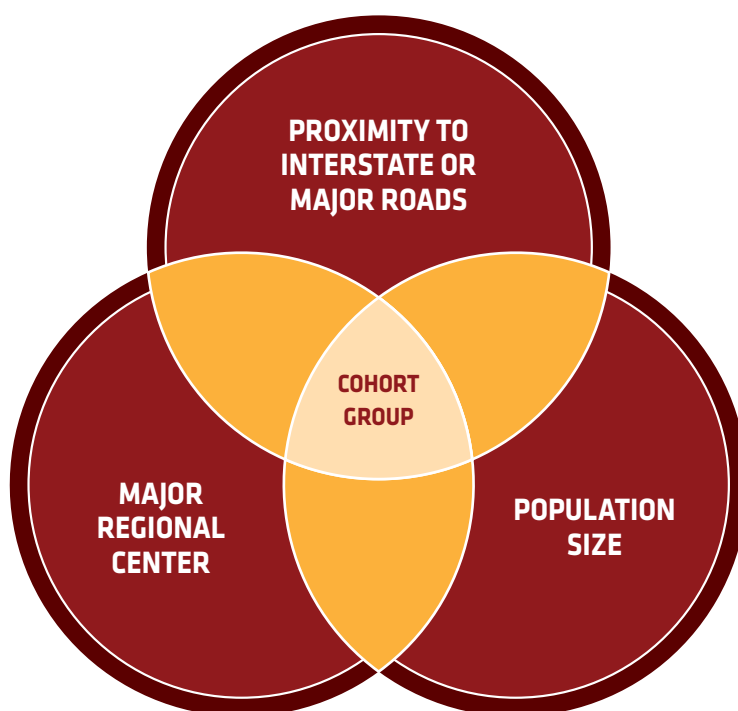 PROXIMITY TO
INTERSTATE OR
MAJOR ROADS
COHORT
GROUP
MAJOR
REGIONAL
CENTER
POPULATION
SIZE